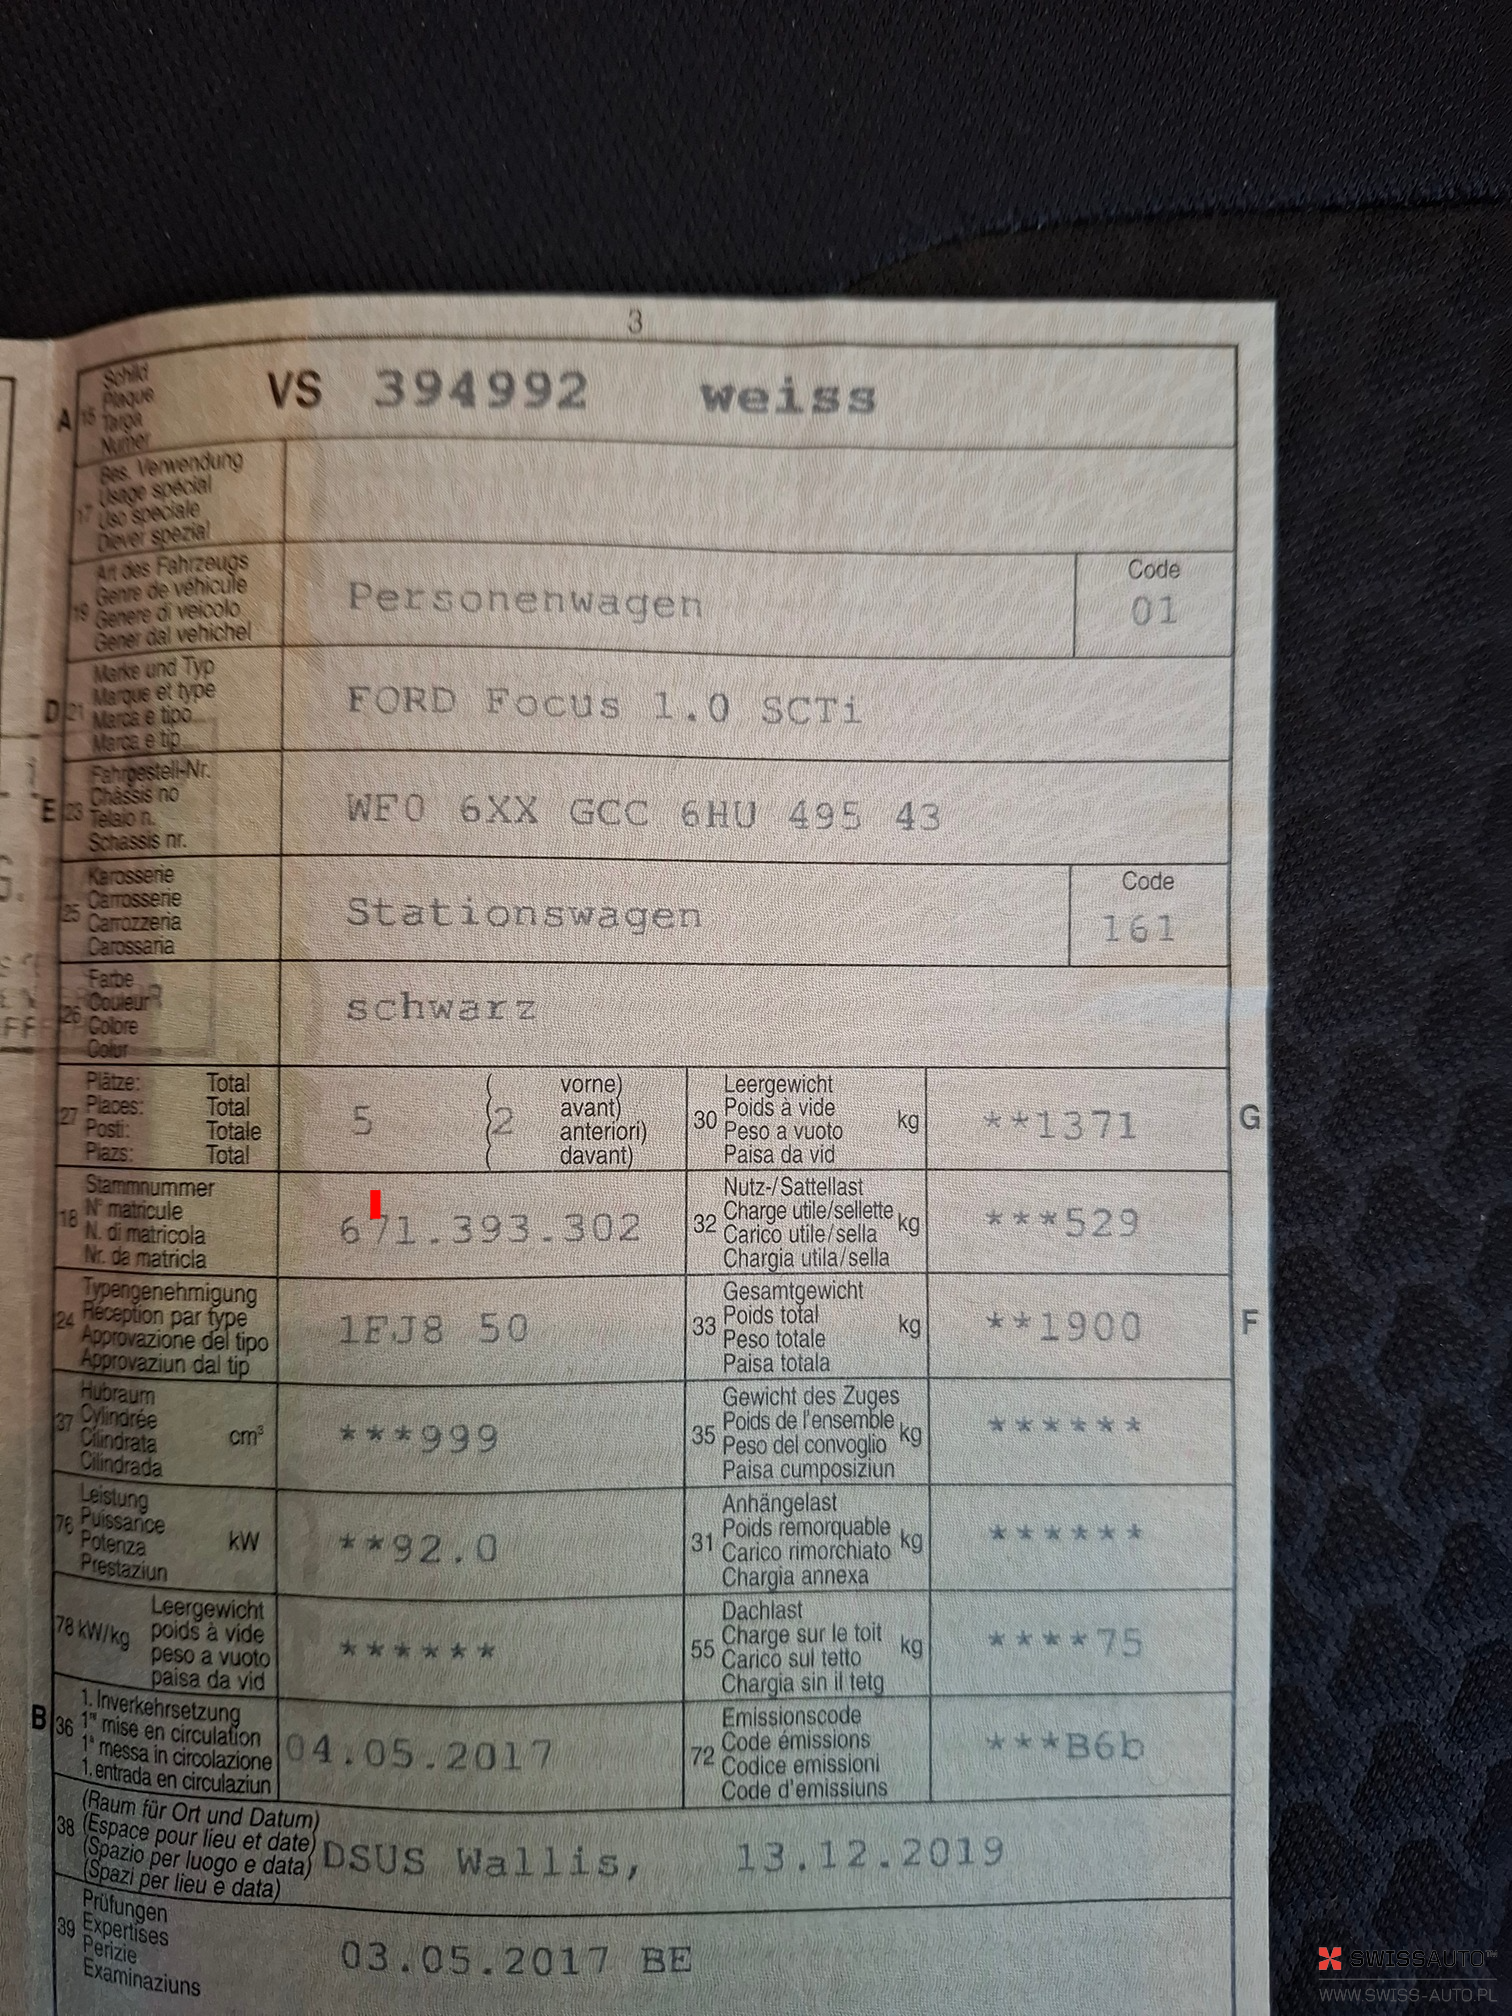 3
A 15 Schild VS 394992 weiss
Plaque
Targa
Numer
17 Bes. Verwendung
Usage spécial
Uso speciale
Diever spezial
19 Art des Fahrzeugs Personenwagen Code
Genre de véhicule 01
Genere di veicolo
Gener dal vehichel
D 21 Marke und Typ FORD Focus 1.0 SCTi
Marque et type
Marca e tipo
Marca e tip
E 23 Fahrgestell-Nr. WF0 6XX GCC 6HU 495 43
Châssis no
Telaio n.
Schassis nr.
25 Karosserie Stationswagen Code
Carrosserie 161
Carrozzeria
Carossaria
26 Farbe schwarz
Couleur
Colore
Colur
27 Plätze: Total 5 ( 2 vorne) 30 Leergewicht kg **1371 G
Places: Total avant) Poids à vide
Posti: Totale anteriori) Peso a vuoto
Plazs: Total davant) Paisa da vid
18 Stammnummer 671.393.302 32 Nutz-/Sattellast kg ***529
N° matricule Charge utile/sellette
N. di matricola Carico utile/sella
Nr. da matricla Chargia utila/sella
24 Typengenehmigung 1FJ8 50 33 Gesamtgewicht kg **1900 F
Réception par type Poids total
Approvazione del tipo Peso totale
Approvaziun dal tip Paisa totala
37 Hubraum cm³ ***999 35 Gewicht des Zuges kg ******
Cylindrée Poids de l'ensemble
Cilindrata Peso del convoglio
Cilindrada Paisa cumposiziun
76 Leistung kW **92.0 31 Anhängelast kg ******
Puissance Poids remorquable
Potenza Carico rimorchiato
Prestaziun Chargia annexa
78 kW/kg Leergewicht ****** 55 Dachlast kg ****75
poids à vide Charge sur le toit
peso a vuoto Carico sul tetto
paisa da vid Chargia sin il tetg
B 36 1. Inverkehrsetzung 04.05.2017 72 Emissionscode ***B6b
1re mise en circulation Code émissions
1a messa in circolazione Codice emissioni
1. entrada en circulaziun Code d'emissiuns
38 (Raum für Ort und Datum) DSUS Wallis, 13.12.2019
(Espace pour lieu et date)
(Spazio per luogo e data)
(Spazi per lieu e data)
39 Prüfungen 03.05.2017 BE
Expertises
Perizie
Examinaziuns
SWISSAUTO™
WWW.SWISS-AUTO.PL